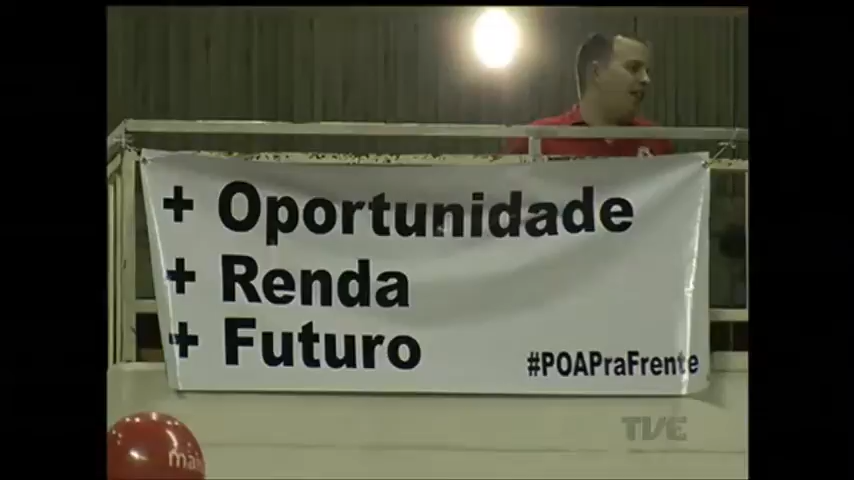 + Oportunidade
+ Renda
+ Futuro
#POAPraFrente
TVE